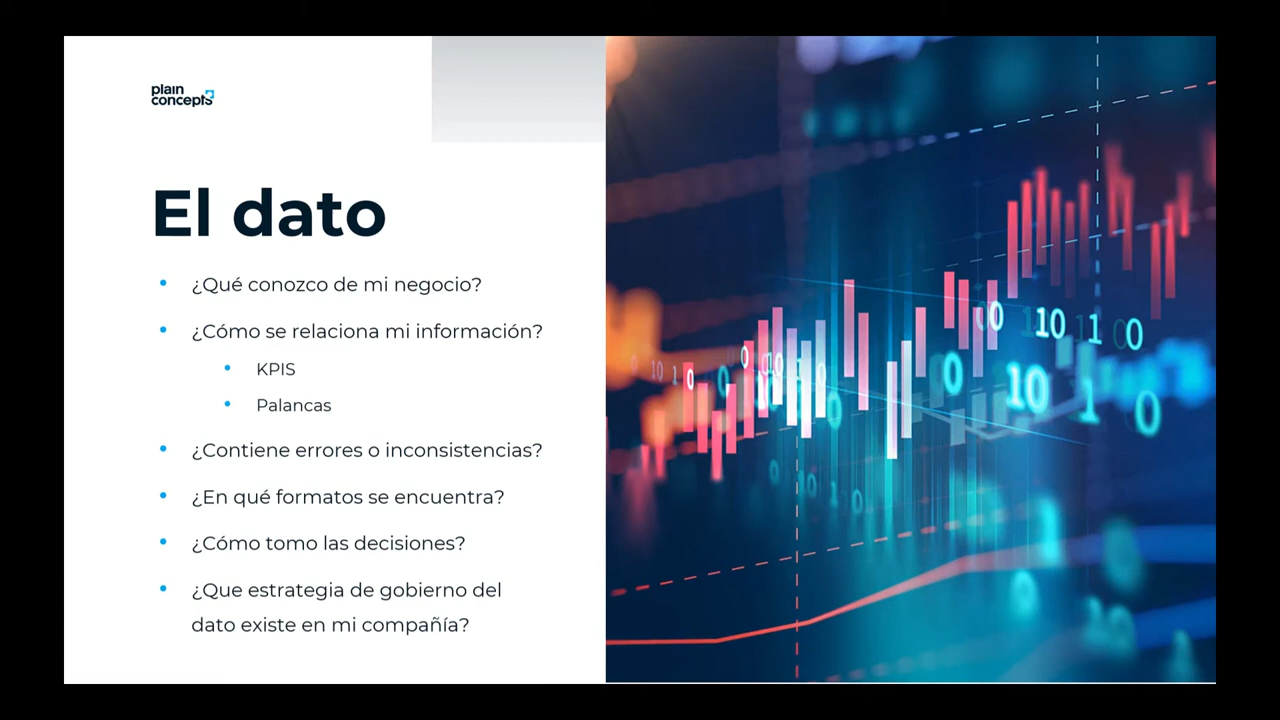 plain
concepts
El dato
¿Qué conozco de mi negocio?
¿Cómo se relaciona mi información?
KPIS
Palancas
¿Contiene errores o inconsistencias?
¿En qué formatos se encuentra?
¿Cómo tomo las decisiones?
¿Que estrategia de gobierno del
dato existe en mi compañía?